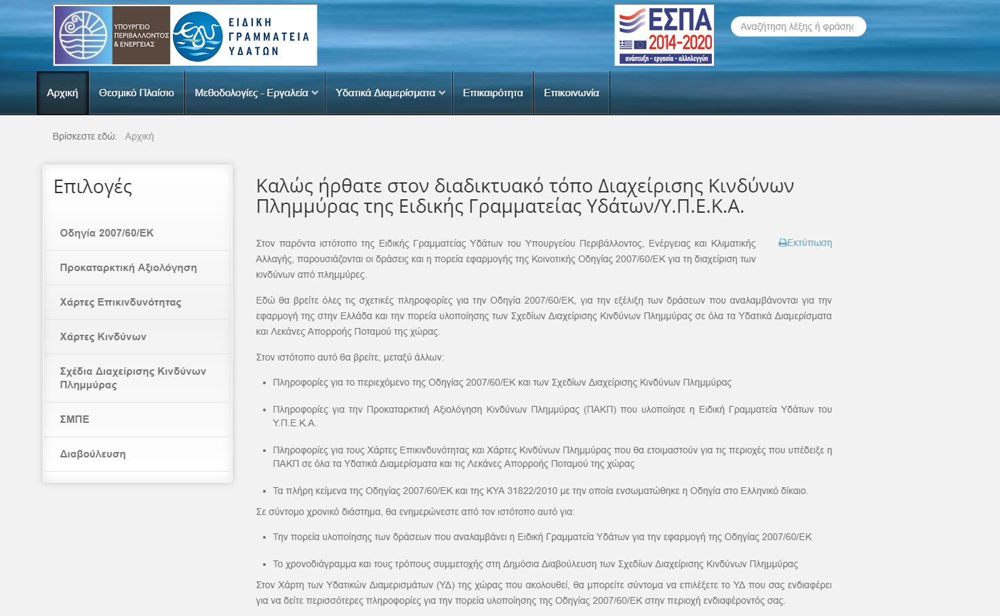 ΥΠΟΥΡΓΕΙΟ
ΠΕΡΙΒΑΛΛΟΝΤΟΣ
& ΕΝΕΡΓΕΙΑΣ
ΕΙΔΙΚΗ
ΓΡΑΜΜΑΤΕΙΑ
ΥΔΑΤΩΝ
ΕΣΠΑ
2014-2020
ανάπτυξη - εργασία - αλληλεγγύη
Αναζήτηση λέξης ή φράσης
Αρχική
Θεσμικό Πλαίσιο
Μεθοδολογίες - Εργαλεία
Υδατικά Διαμερίσματα
Επικαιρότητα
Επικοινωνία
Βρίσκεστε εδώ: Αρχική
Επιλογές
Οδηγία 2007/60/ΕΚ
Προκαταρκτική Αξιολόγηση
Χάρτες Επικινδυνότητας
Χάρτες Κινδύνων
Σχέδια Διαχείρισης Κινδύνων
Πλημμύρας
ΣΜΠΕ
Διαβούλευση
Καλώς ήρθατε στον διαδικτυακό τόπο Διαχείρισης Κινδύνων
Πλημμύρας της Ειδικής Γραμματείας Υδάτων/Υ.Π.Ε.Κ.Α.
Εκτύπωση
Στον παρόντα ιστότοπο της Ειδικής Γραμματείας Υδάτων του Υπουργείου Περιβάλλοντος, Ενέργειας και Κλιματικής
Αλλαγής, παρουσιάζονται οι δράσεις και η πορεία εφαρμογής της Κοινοτικής Οδηγίας 2007/60/ΕΚ για τη διαχείριση των
κινδύνων από πλημμύρες.
Εδώ θα βρείτε όλες τις σχετικές πληροφορίες για την Οδηγία 2007/60/ΕΚ, για την εξέλιξη των δράσεων που αναλαμβάνονται για την
εφαρμογή της στην Ελλάδα και την πορεία υλοποίησης των Σχεδίων Διαχείρισης Κινδύνων Πλημμύρας σε όλα τα Υδατικά Διαμερίσματα
και Λεκάνες Απορροής Ποταμού της χώρας.
Στον ιστότοπο αυτό θα βρείτε, μεταξύ άλλων:
• Πληροφορίες για το περιεχόμενο της Οδηγίας 2007/60/ΕΚ και των Σχεδίων Διαχείρισης Κινδύνων Πλημμύρας
• Πληροφορίες για την Προκαταρκτική Αξιολόγηση Κινδύνων Πλημμύρας (ΠΑΚΠ) που υλοποίησε η Ειδική Γραμματεία Υδάτων του
Υ.Π.Ε.Κ.Α.
• Πληροφορίες για τους Χάρτες Επικινδυνότητας και Χάρτες Κινδύνων Πλημμύρας που θα ετοιμαστούν για τις περιοχές που υπέδειξε η
ΠΑΚΠ σε όλα τα Υδατικά Διαμερίσματα και τις Λεκάνες Απορροής Ποταμού της χώρας
• Τα πλήρη κείμενα της Οδηγίας 2007/60/ΕΚ και της ΚΥΑ 31822/2010 με την οποία ενσωματώθηκε η Οδηγία στο Ελληνικό δίκαιο.
Σε σύντομο χρονικό διάστημα, θα ενημερώνεστε από τον ιστότοπο αυτό για:
• Την πορεία υλοποίησης των δράσεων που αναλαμβάνει η Ειδική Γραμματεία Υδάτων για την εφαρμογή της Οδηγίας 2007/60/ΕΚ
• Το χρονοδιάγραμμα και τους τρόπους συμμετοχής στη Δημόσια Διαβούλευση των Σχεδίων Διαχείρισης Κινδύνων Πλημμύρας
Στον Χάρτη των Υδατικών Διαμερισμάτων (ΥΔ) της χώρας που ακολουθεί, θα μπορείτε σύντομα να επιλέξετε το ΥΔ που σας ενδιαφέρει
για να δείτε περισσότερες πληροφορίες για την πορεία υλοποίησης της Οδηγίας 2007/60/ΕΚ στην περιοχή ενδιαφέροντός σας.